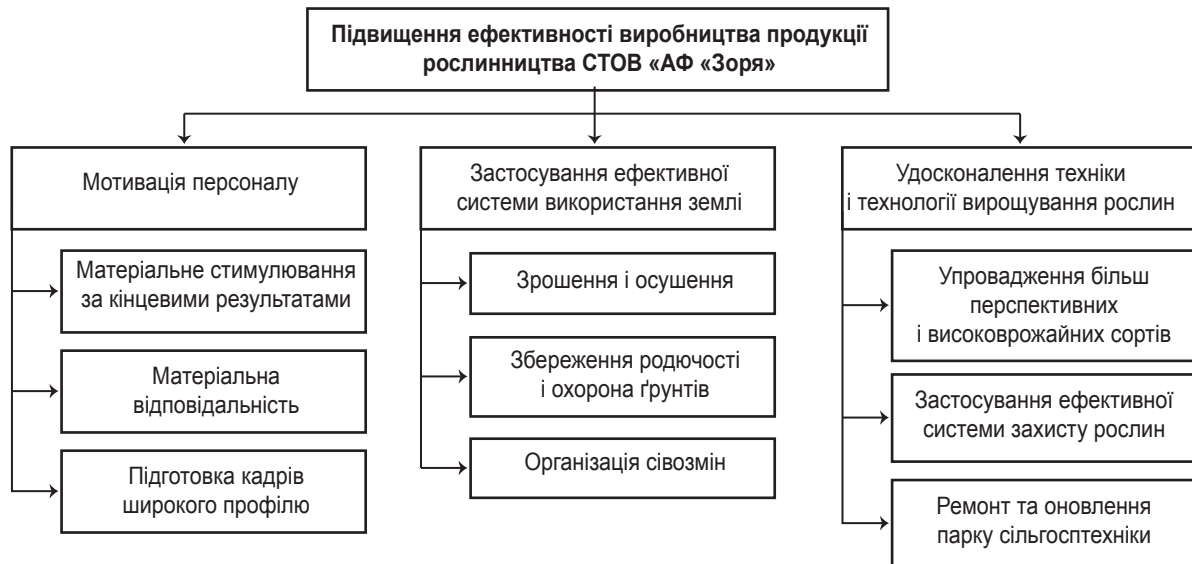 Підвищення ефективності виробництва продукції
рослинництва СТОВ «АФ «Зоря»
Мотивація персоналу
Матеріальне стимулювання
за кінцевими результатами
Матеріальна
відповідальність
Підготовка кадрів
широкого профілю
Застосування ефективної
системи використання землі
Зрошення і осушення
Збереження родючості
і охорона ґрунтів
Організація сівозмін
Удосконалення техніки
і технології вирощування рослин
Упровадження більш
перспективних
і високоврожайних сортів
Застосування ефективної
системи захисту рослин
Ремонт та оновлення
парку сільгосптехніки